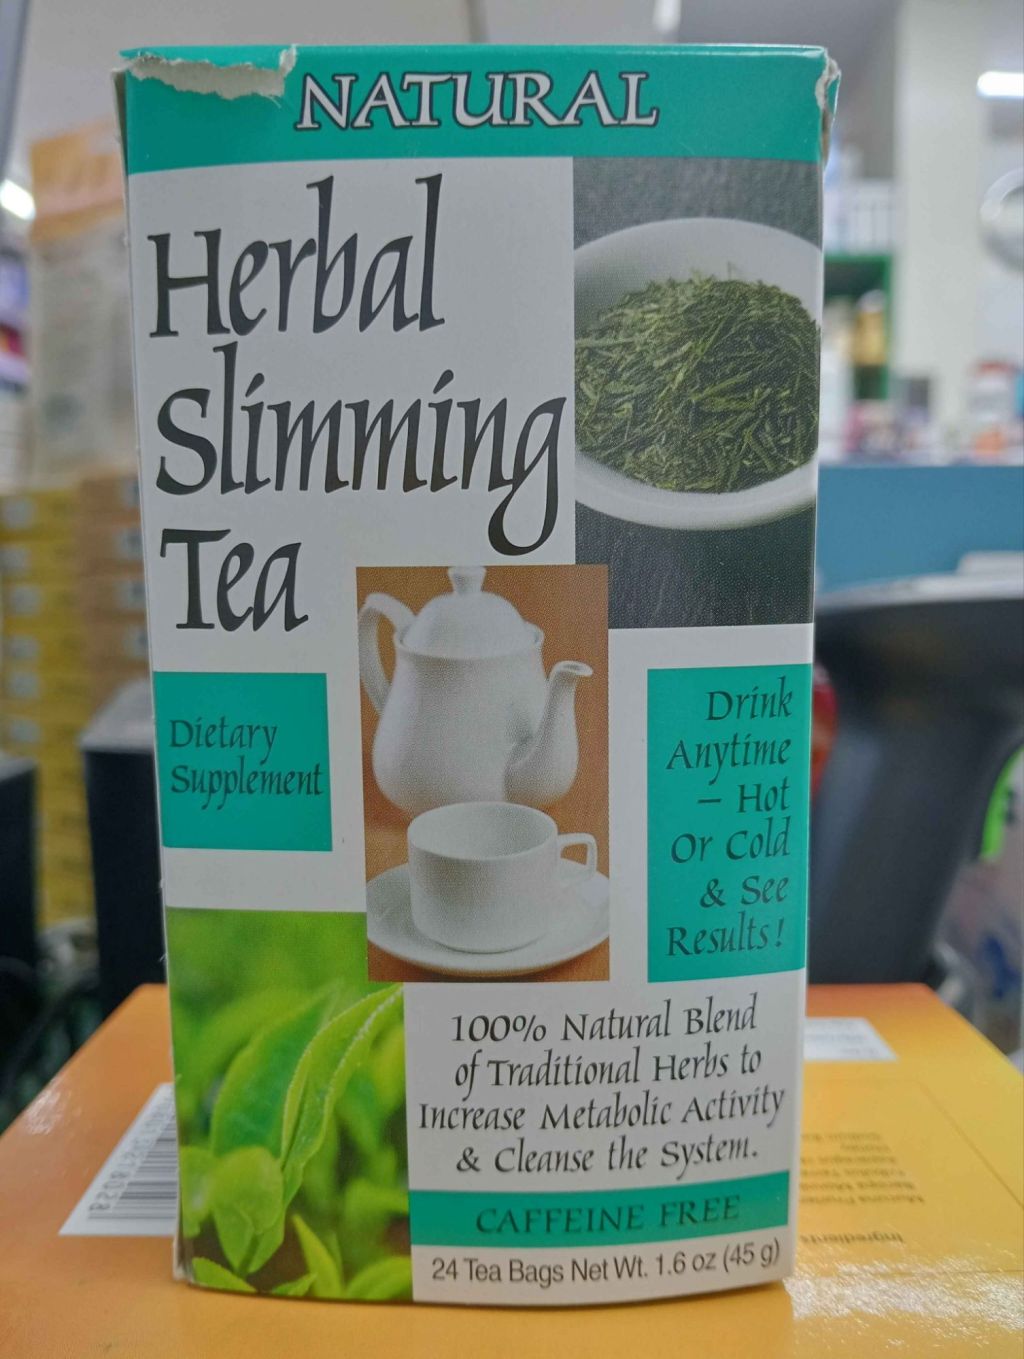 NATURAL
Herbal
Slimming
Tea
Dietary
Supplement
Drink
Anytime
– Hot
Or Cold
& See
Results!
100% Natural Blend
of Traditional Herbs to
Increase Metabolic Activity
& Cleanse the System.
CAFFEINE FREE
24 Tea Bags Net Wt. 1.6 oz (45 g)
Ingredients